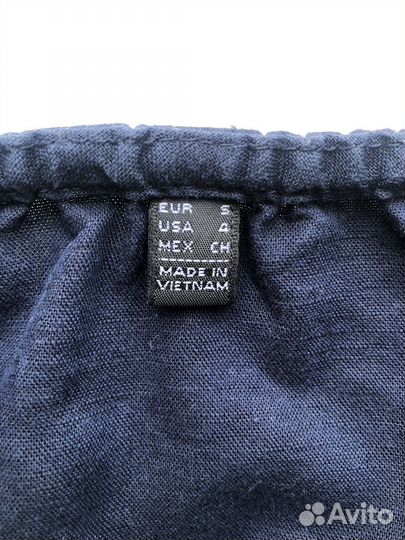 EUR S
USA 4
MEX CH
MADE IN
VIETNAM
Avito